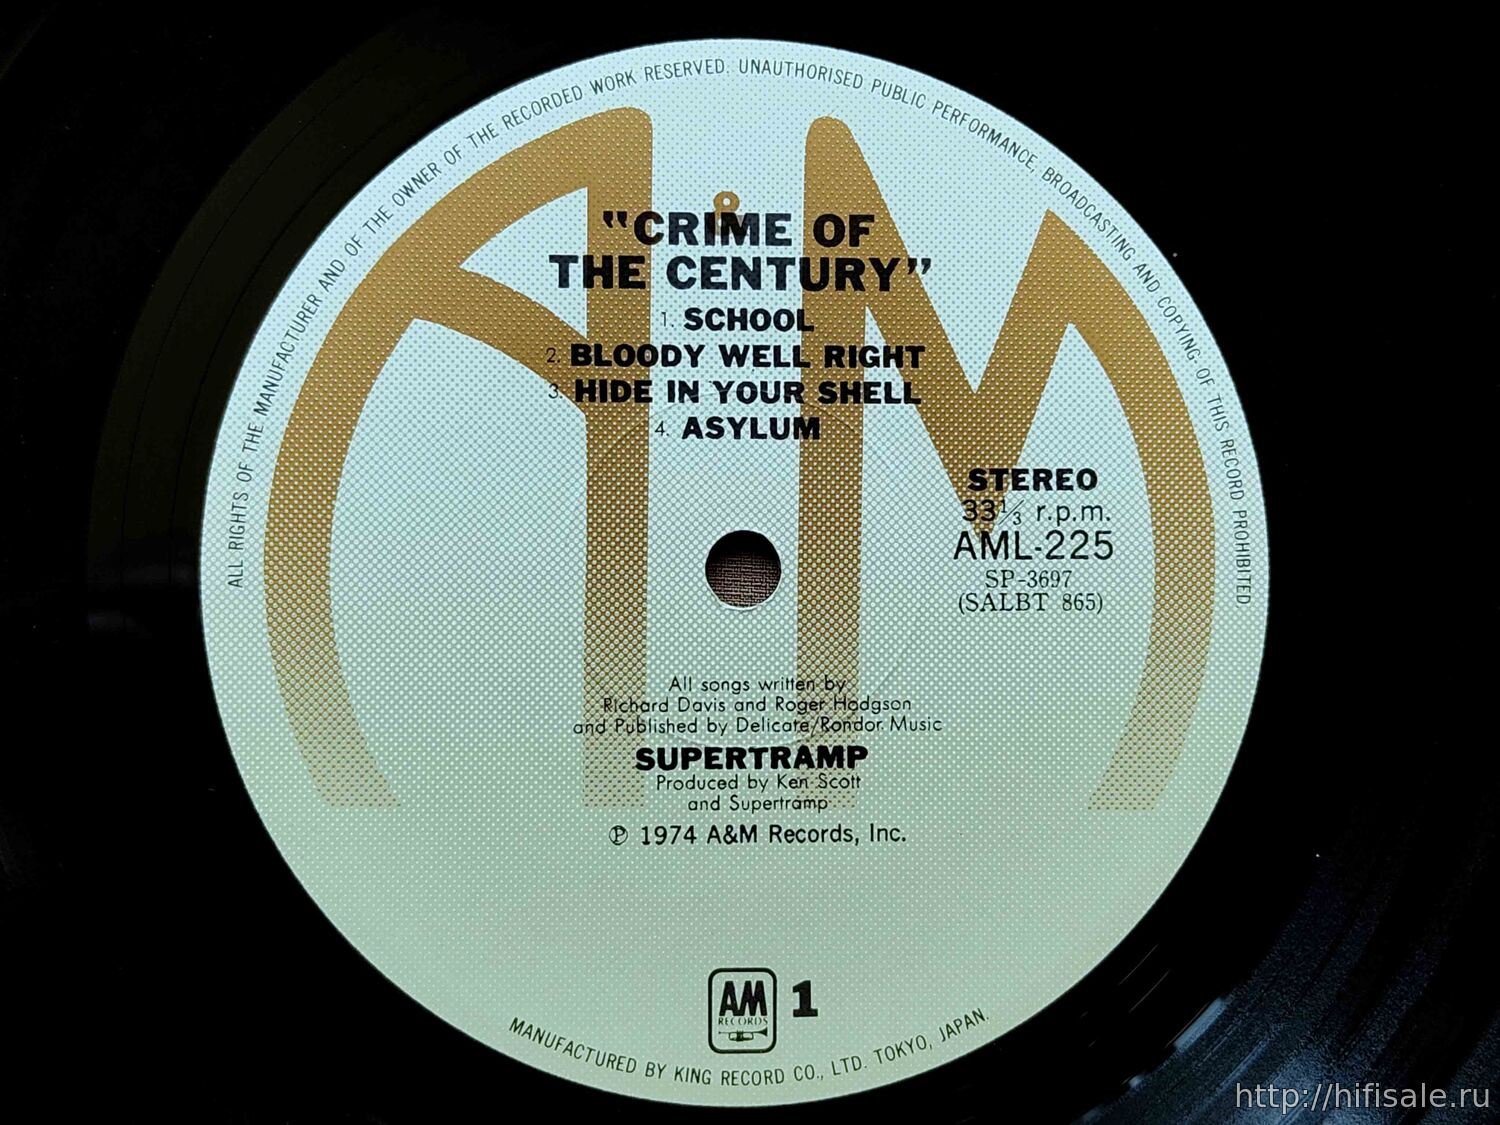 ALL RIGHTS OF THE MANUFACTURER AND OF THE OWNER OF THE RECORDED WORK RESERVED. UNAUTHORISED PUBLIC PERFORMANCE, BROADCASTING AND COPYING OF THIS RECORD PROHIBITED
A&M
"CRIME OF
THE CENTURY"
1. SCHOOL
2. BLOODY WELL RIGHT
3. HIDE IN YOUR SHELL
4. ASYLUM
STEREO
33 1/3 r.p.m.
AML-225
SP-3697
(SALBT 865)
All songs written by
Richard Davis and Roger Hodgson
and Published by Delicate/Rondor Music
SUPERTRAMP
Produced by Ken Scott
and Supertramp
℗ 1974 A&M Records, Inc.
AM 1
RECORDS
MANUFACTURED BY KING RECORD CO., LTD. TOKYO, JAPAN.
http://hifisale.ru